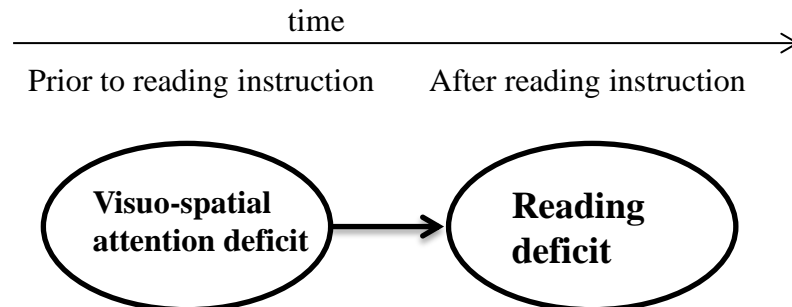 time
Prior to reading instruction
After reading instruction
Visuo-spatial
attention deficit
Reading
deficit